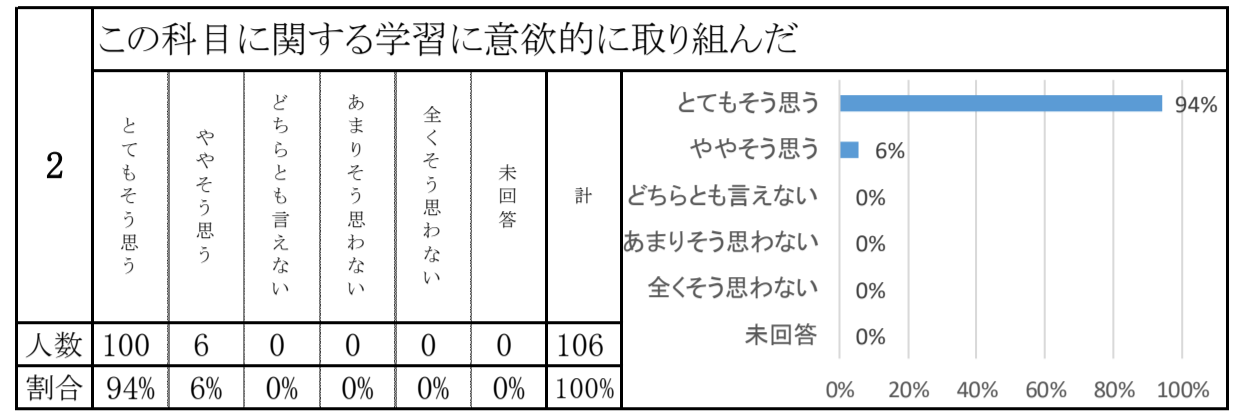 2
この科目に関する学習に意欲的に取り組んだ
とてもそう思う
ややそう思う
どちらとも言えない
あまりそう思わない
全くそう思わない
未回答
計
人数 100 6 0 0 0 0 106
割合 94% 6% 0% 0% 0% 0% 100%
とてもそう思う 94%
ややそう思う 6%
どちらとも言えない 0%
あまりそう思わない 0%
全くそう思わない 0%
未回答 0%
0% 20% 40% 60% 80% 100%